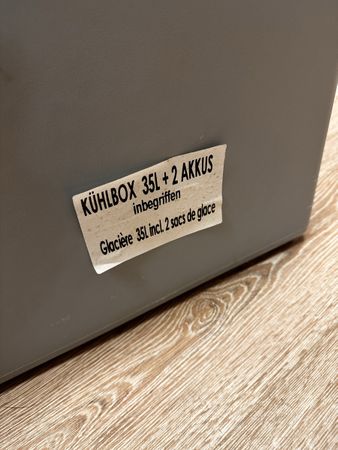 KÜHLBOX 35L + 2 AKKUS
inbegriffen
Glacière 35L incl. 2 sacs de glace